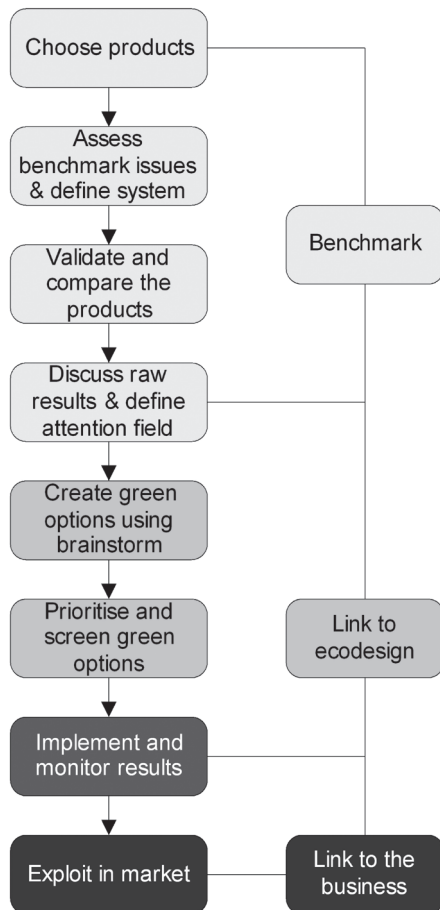 Choose products
Assess
benchmark issues
& define system
Validate and
compare the
products
Discuss raw
results & define
attention field
Create green
options using
brainstorm
Prioritise and
screen green
options
Implement and
monitor results
Exploit in market
Benchmark
Link to
ecodesign
Link to the
business